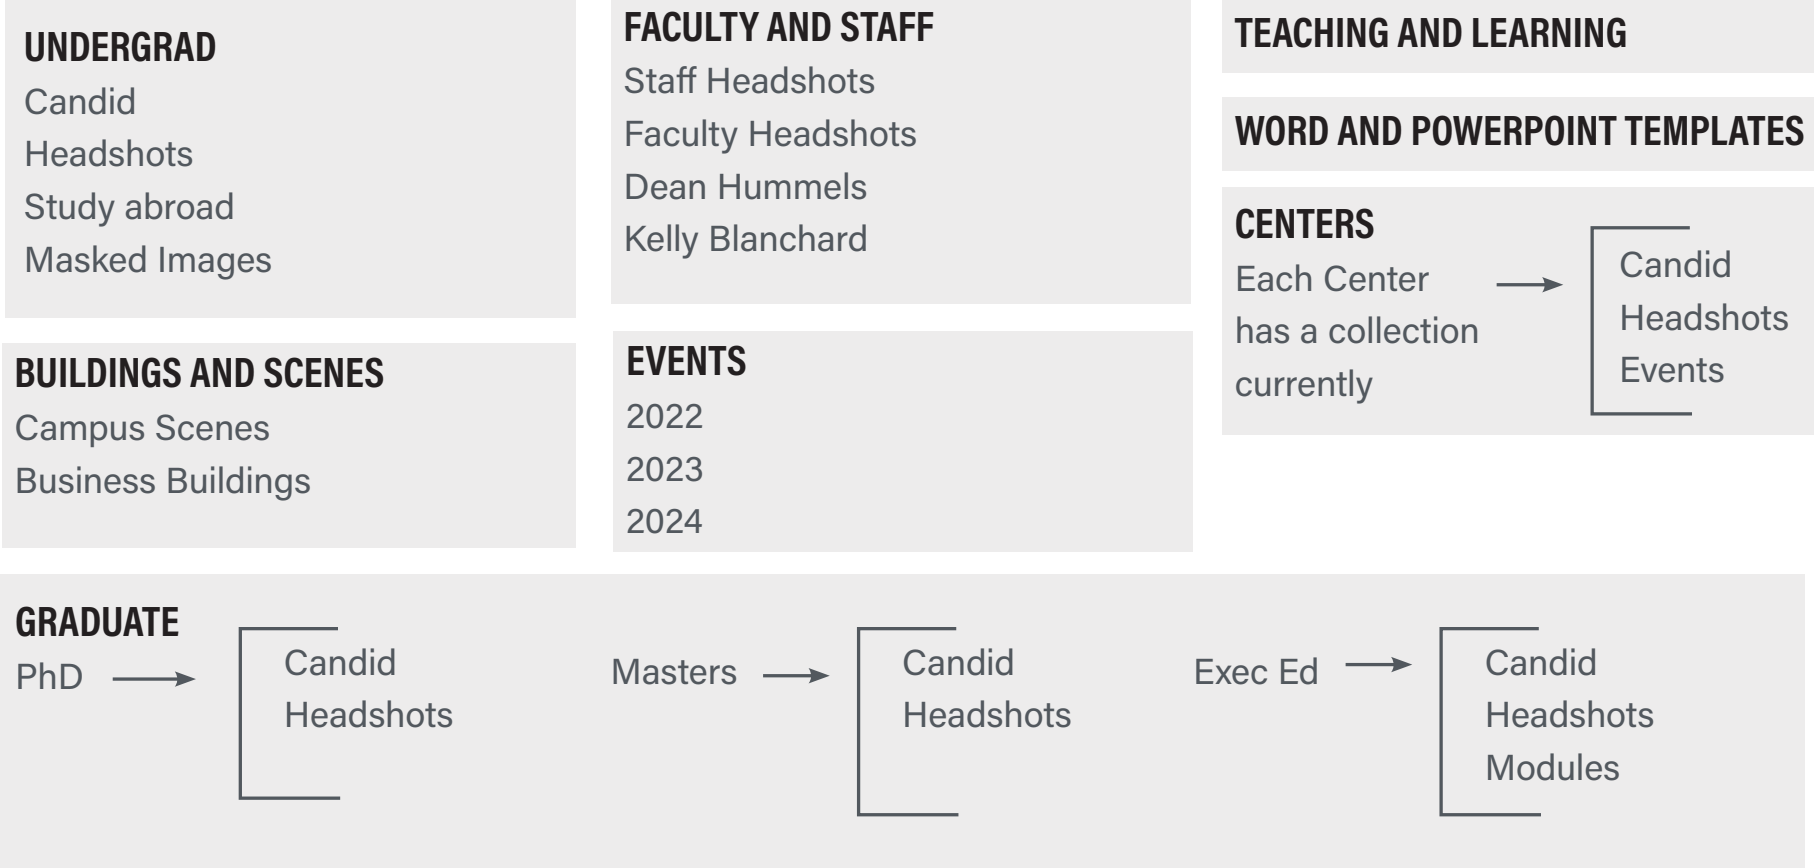 UNDERGRAD
Candid
Headshots
Study abroad
Masked Images
BUILDINGS AND SCENES
Campus Scenes
Business Buildings
FACULTY AND STAFF
Staff Headshots
Faculty Headshots
Dean Hummels
Kelly Blanchard
EVENTS
2022
2023
2024
TEACHING AND LEARNING
WORD AND POWERPOINT TEMPLATES
CENTERS
Each Center
has a collection
currently
Candid
Headshots
Events
GRADUATE
PhD
Candid
Headshots
Masters
Candid
Headshots
Exec Ed
Candid
Headshots
Modules